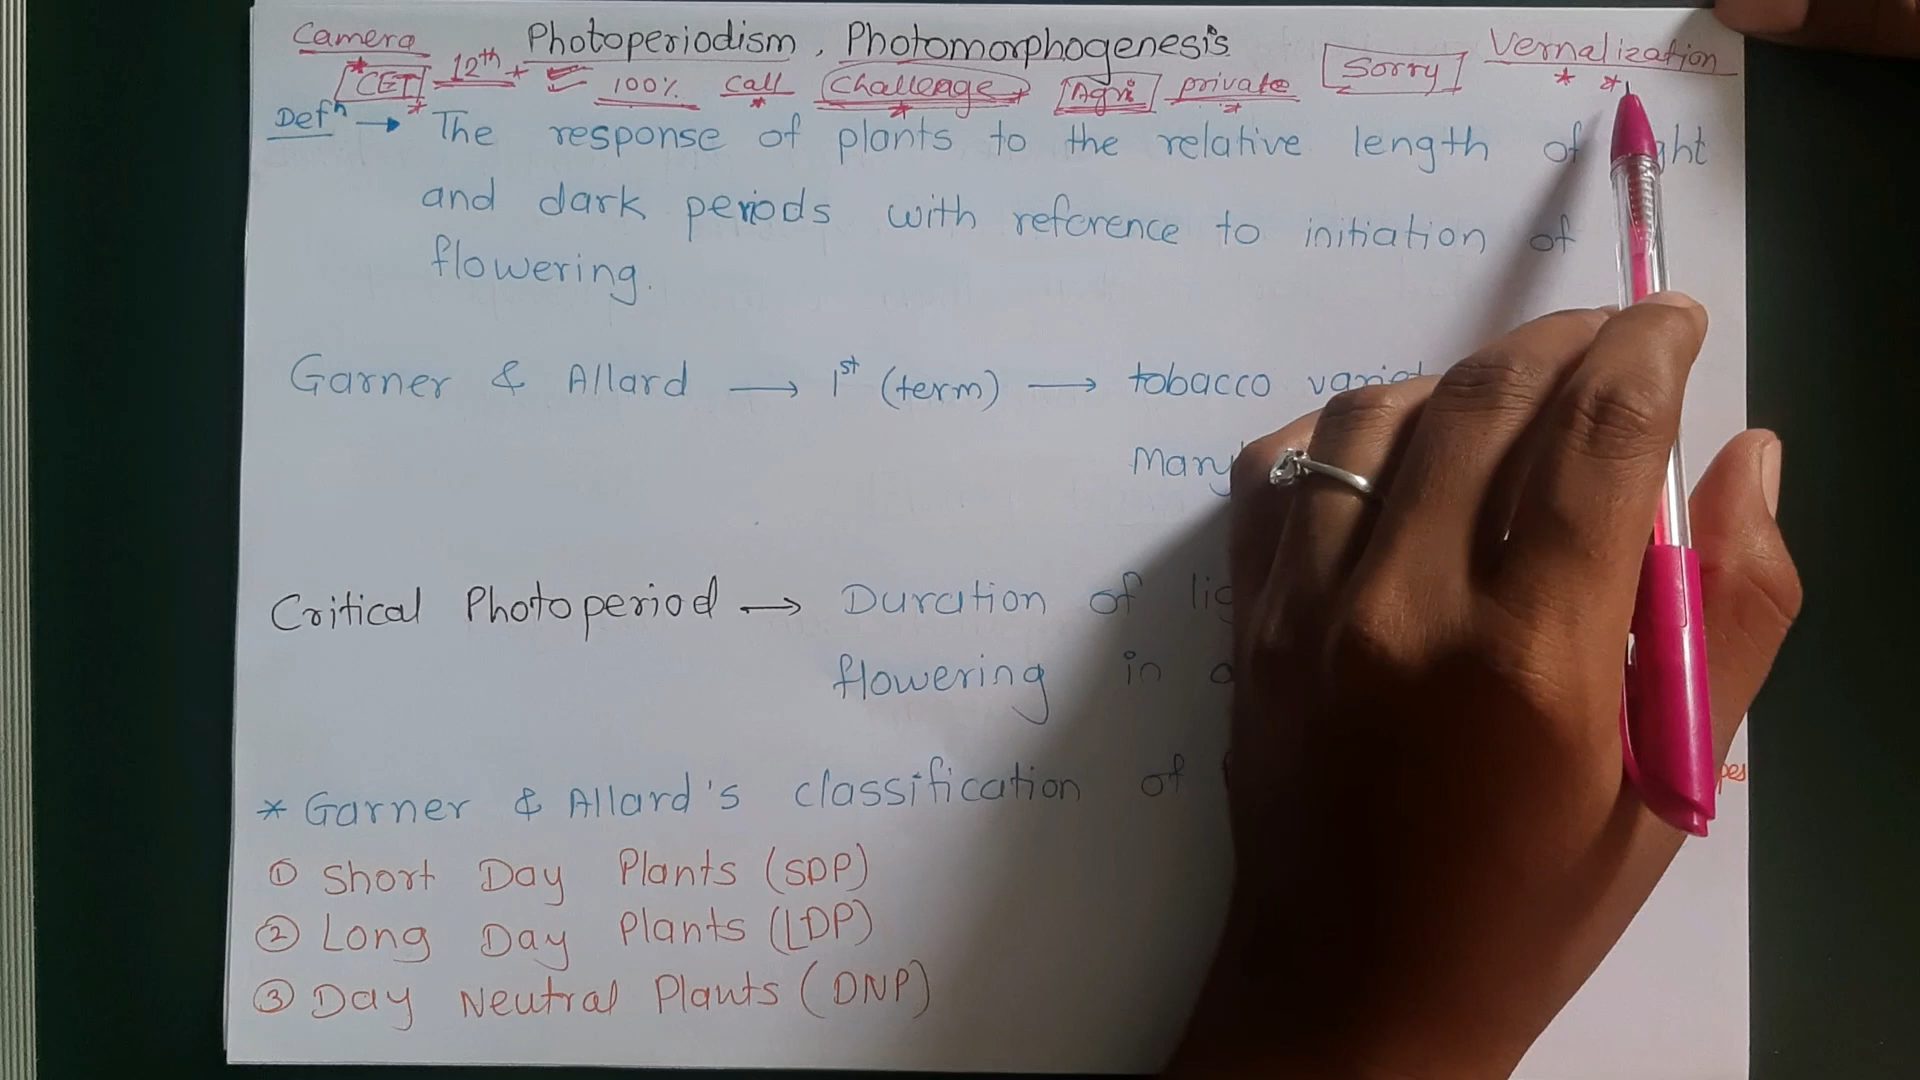 Camera Photoperiodism, Photomorphogenesis Vernalization
CET 12th 100% Call Challenge Agri private Sorry
Defn → The response of plants to the relative length of
and dark periods with reference to initiation of
flowering.
Garner & Allard → 1st (term) → tobacco
Critical Photoperiod → Duration of
flowering in
* Garner & Allard's classification of
① Short Day Plants (SDP)
② Long Day Plants (LDP)
③ Day Neutral Plants (DNP)